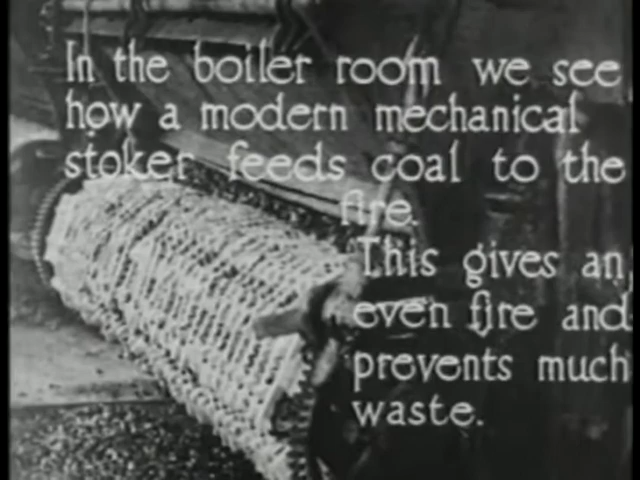 In the boiler room we see
how a modern mechanical
stoker feeds coal to the
fire.
This gives an
even fire and
prevents much
waste.